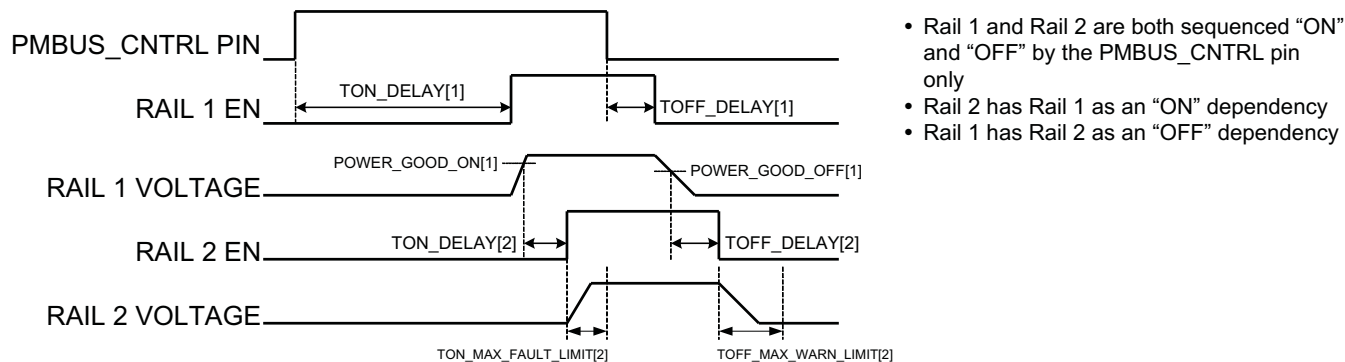 PMBUS_CNTRL PIN
TON_DELAY[1]
RAIL 1 EN
TOFF_DELAY[1]
POWER_GOOD_ON[1]
POWER_GOOD_OFF[1]
RAIL 1 VOLTAGE
TON_DELAY[2]
RAIL 2 EN
TOFF_DELAY[2]
RAIL 2 VOLTAGE
TON_MAX_FAULT_LIMIT[2]
TOFF_MAX_WARN_LIMIT[2]
• Rail 1 and Rail 2 are both sequenced “ON”
and “OFF” by the PMBUS_CNTRL pin
only
• Rail 2 has Rail 1 as an “ON” dependency
• Rail 1 has Rail 2 as an “OFF” dependency